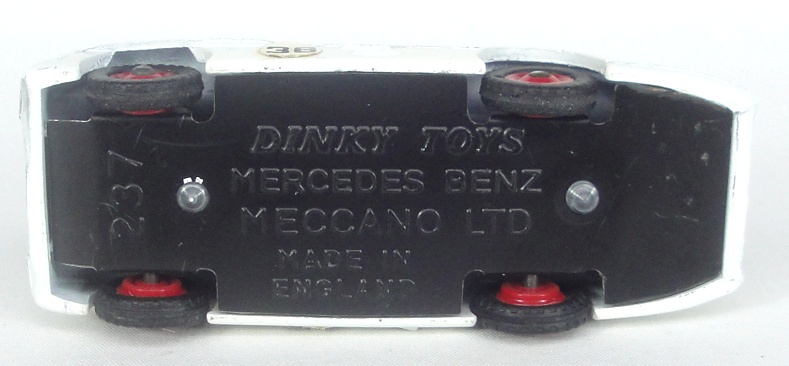 36
DINKY TOYS
MERCEDES BENZ
MECCANO LTD
MADE IN
ENGLAND
237